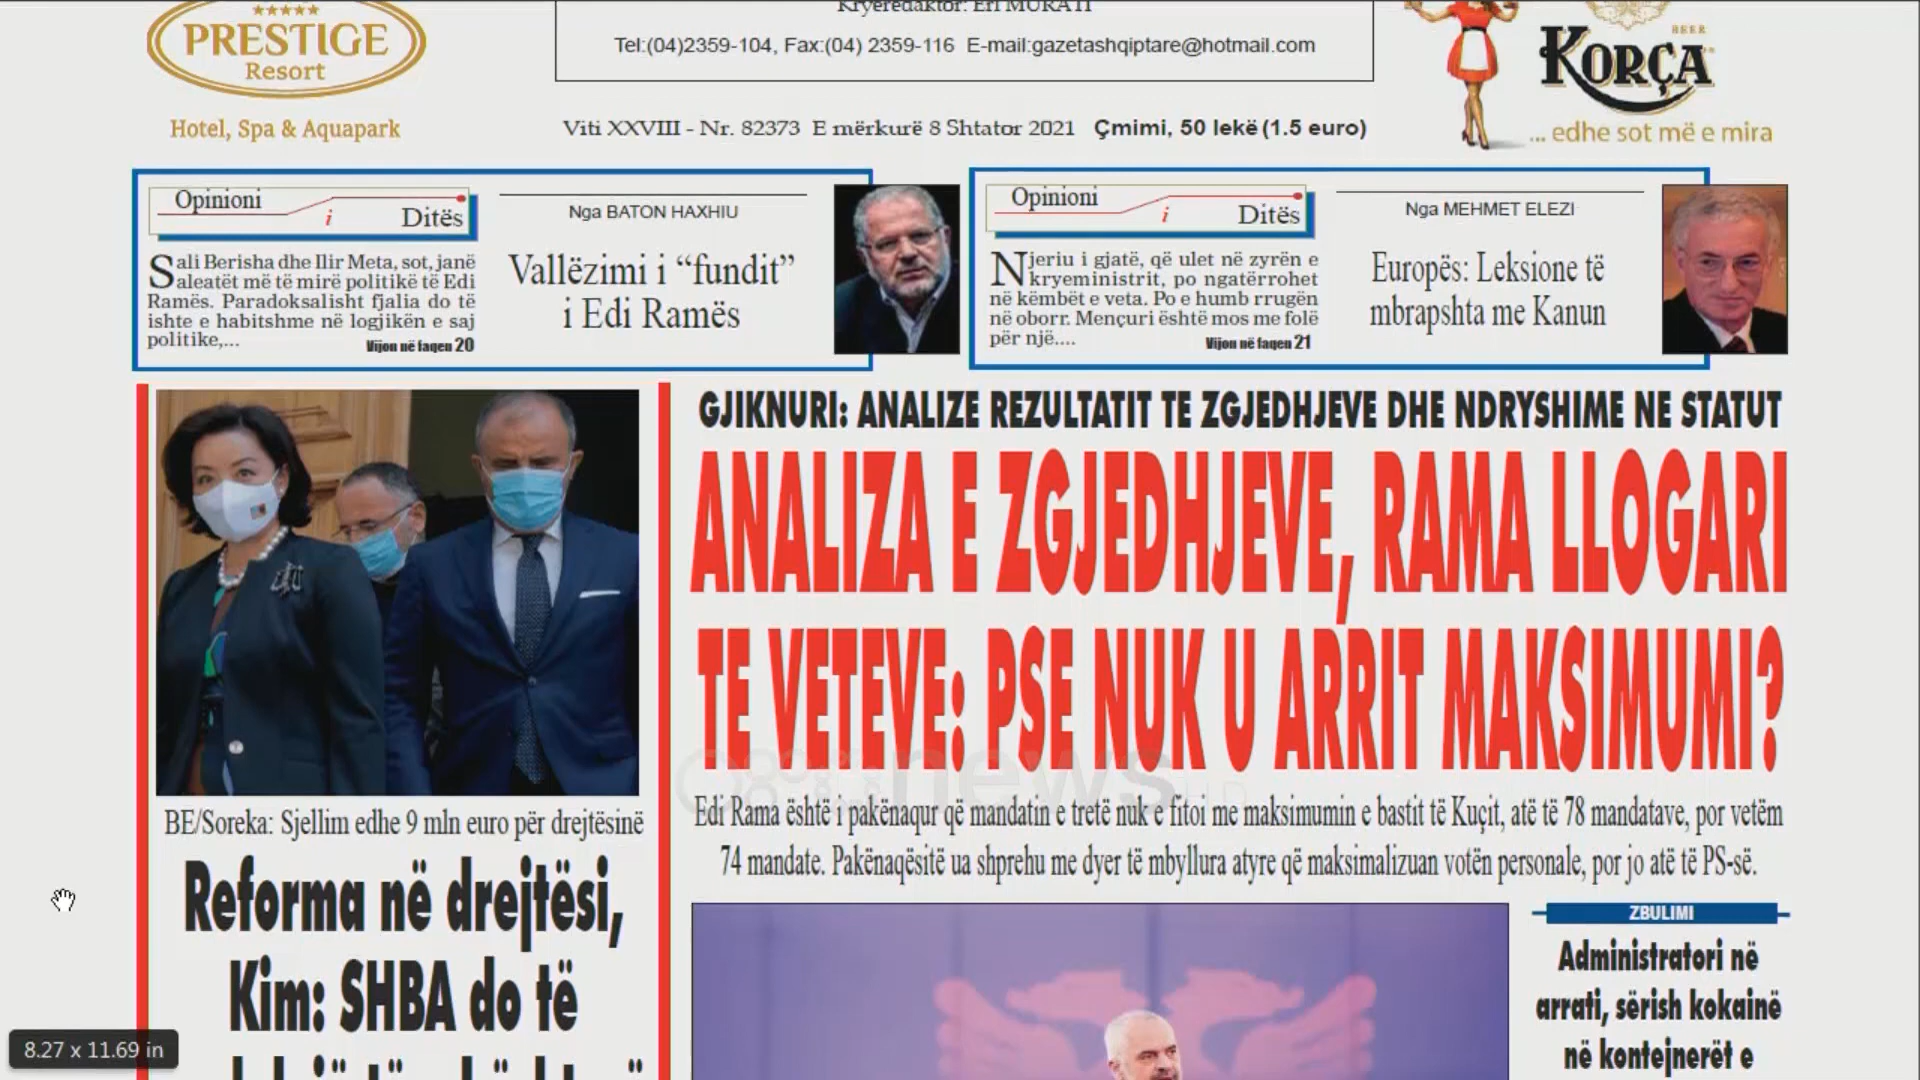 PRESTIGE
Resort
Hotel, Spa & Aquapark
Kryeredaktor: Erl MURATI
Tel:(04)2359-104, Fax:(04) 2359-116 E-mail:gazetashqiptare@hotmail.com
Viti XXVIII - Nr. 82373 E mërkurë 8 Shtator 2021 Çmimi, 50 lekë (1.5 euro)
BEER
KORÇA
... edhe sot më e mira
Opinioni
i
Ditës
Sali Berisha dhe Ilir Meta, sot, janë
aleatët më të mirë politikë të Edi
Ramës. Paradoksalisht fjalia do të
ishte e habitshme në logjikën e saj
politike,...
Vijon në faqen 20
Nga BATON HAXHIU
Vallëzimi i “fundit”
i Edi Ramës
Opinioni
i
Ditës
Njeriu i gjatë, që ulet në zyrën e
kryeministrit, po ngatërrohet
në këmbët e veta. Po e humb rrugën
në oborr. Mençuri është mos me folë
për një....
Vijon në faqen 21
Nga MEHMET ELEZI
Europës: Leksione të
mbrapshta me Kanun
BE/Soreka: Sjellim edhe 9 mln euro për drejtësinë
Reforma në drejtësi,
Kim: SHBA do të
GJIKNURI: ANALIZE REZULTATIT TE ZGJEDHJEVE DHE NDRYSHIME NE STATUT
ANALIZA E ZGJEDHJEVE, RAMA LLOGARI
TE VETEVE: PSE NUK U ARRIT MAKSIMUMI?
news
Edi Rama është i pakënaqur që mandatin e tretë nuk e fitoi me maksimumin e bastit të Kuçit, atë të 78 mandatave, por vetëm
74 mandate. Pakënaqësitë ua shprehu me dyer të mbyllura atyre që maksimalizuan votën personale, por jo atë të PS-së.
ZBULIMI
Administratori në
arrati, sërish kokainë
në kontejnerët e
8.27 x 11.69 in